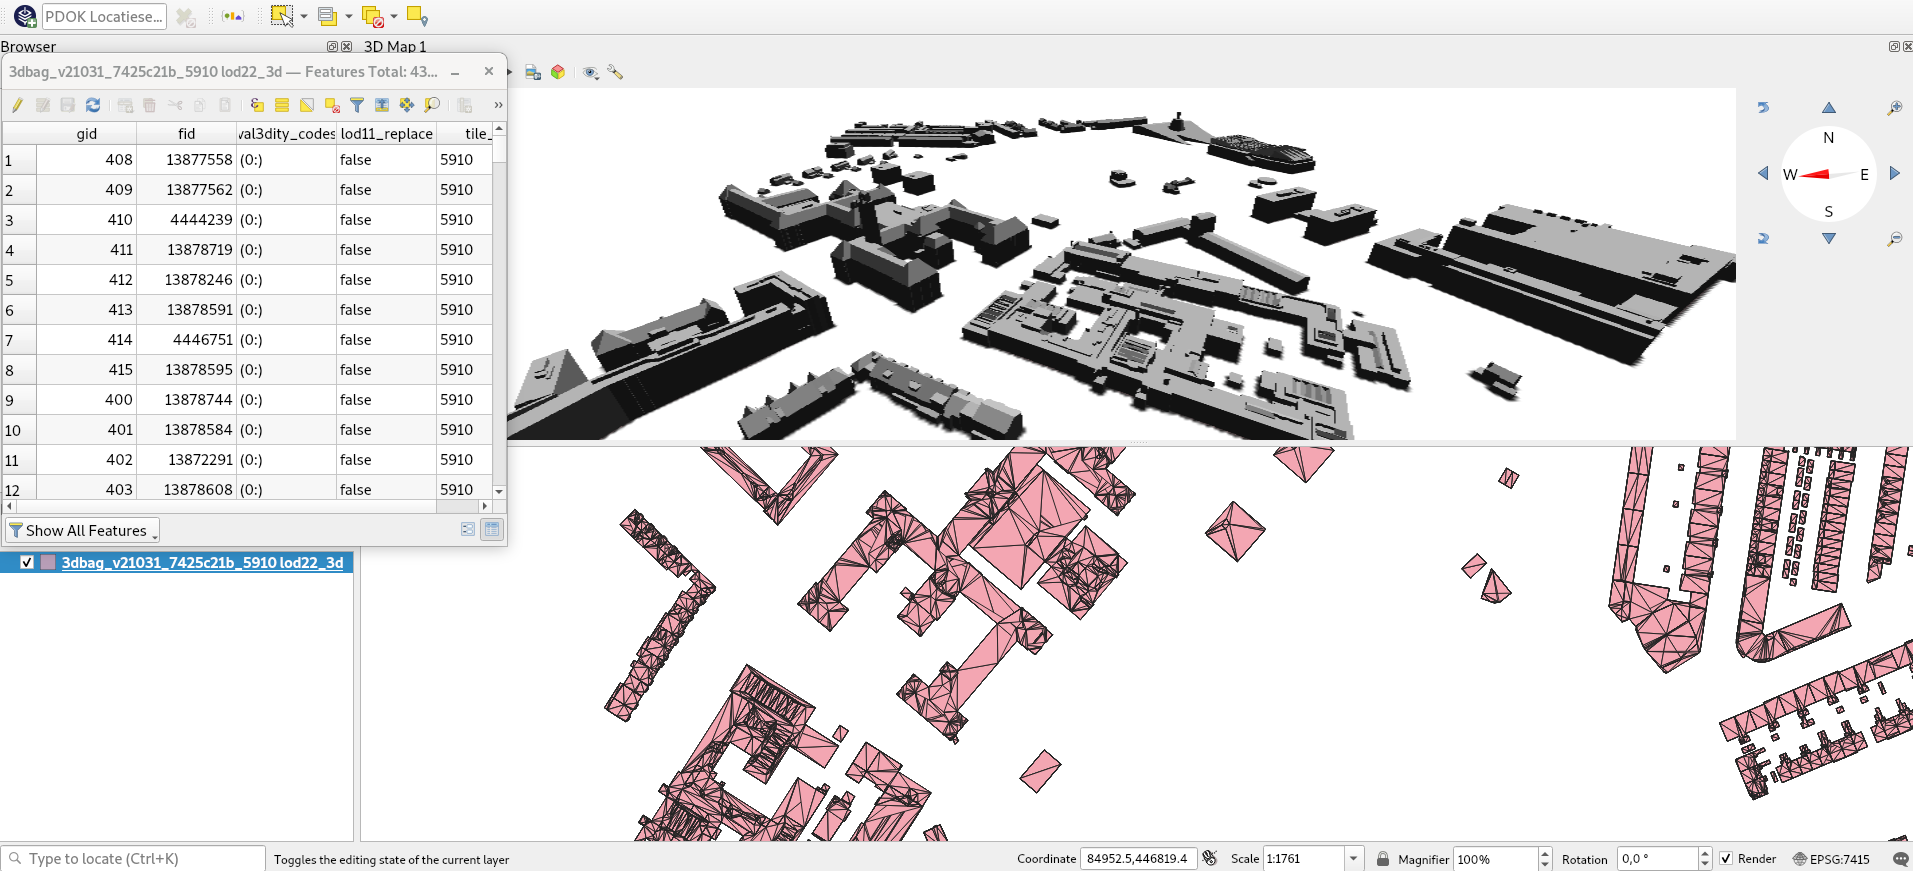 PDOK Locatiese...
Browser
3D Map 1
3dbag_v21031_7425c21b_5910 lod22_3d — Features Total: 43...
gid fid val3dity_codes lod11_replace tile_
1 408 13877558 (0:) false 5910
2 409 13877562 (0:) false 5910
3 410 4444239 (0:) false 5910
4 411 13878719 (0:) false 5910
5 412 13878246 (0:) false 5910
6 413 13878591 (0:) false 5910
7 414 4446751 (0:) false 5910
8 415 13878595 (0:) false 5910
9 400 13878744 (0:) false 5910
10 401 13878584 (0:) false 5910
11 402 13872291 (0:) false 5910
12 403 13878608 (0:) false 5910
Show All Features
N
W E
S
3dbag_v21031_7425c21b_5910 lod22_3d
Type to locate (Ctrl+K)
Toggles the editing state of the current layer
Coordinate 84952.5,446819.4
Scale 1:1761
Magnifier 100%
Rotation 0,0 °
Render
EPSG:7415